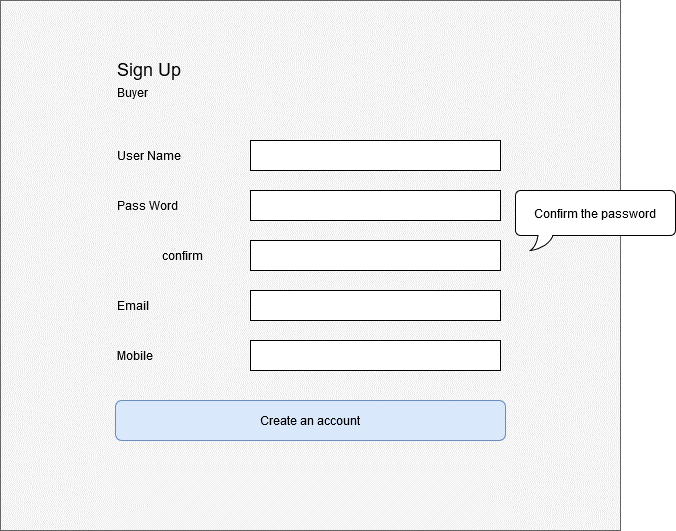 Sign Up
Buyer
User Name
Pass Word
Confirm the password
confirm
Email
Mobile
Create an account